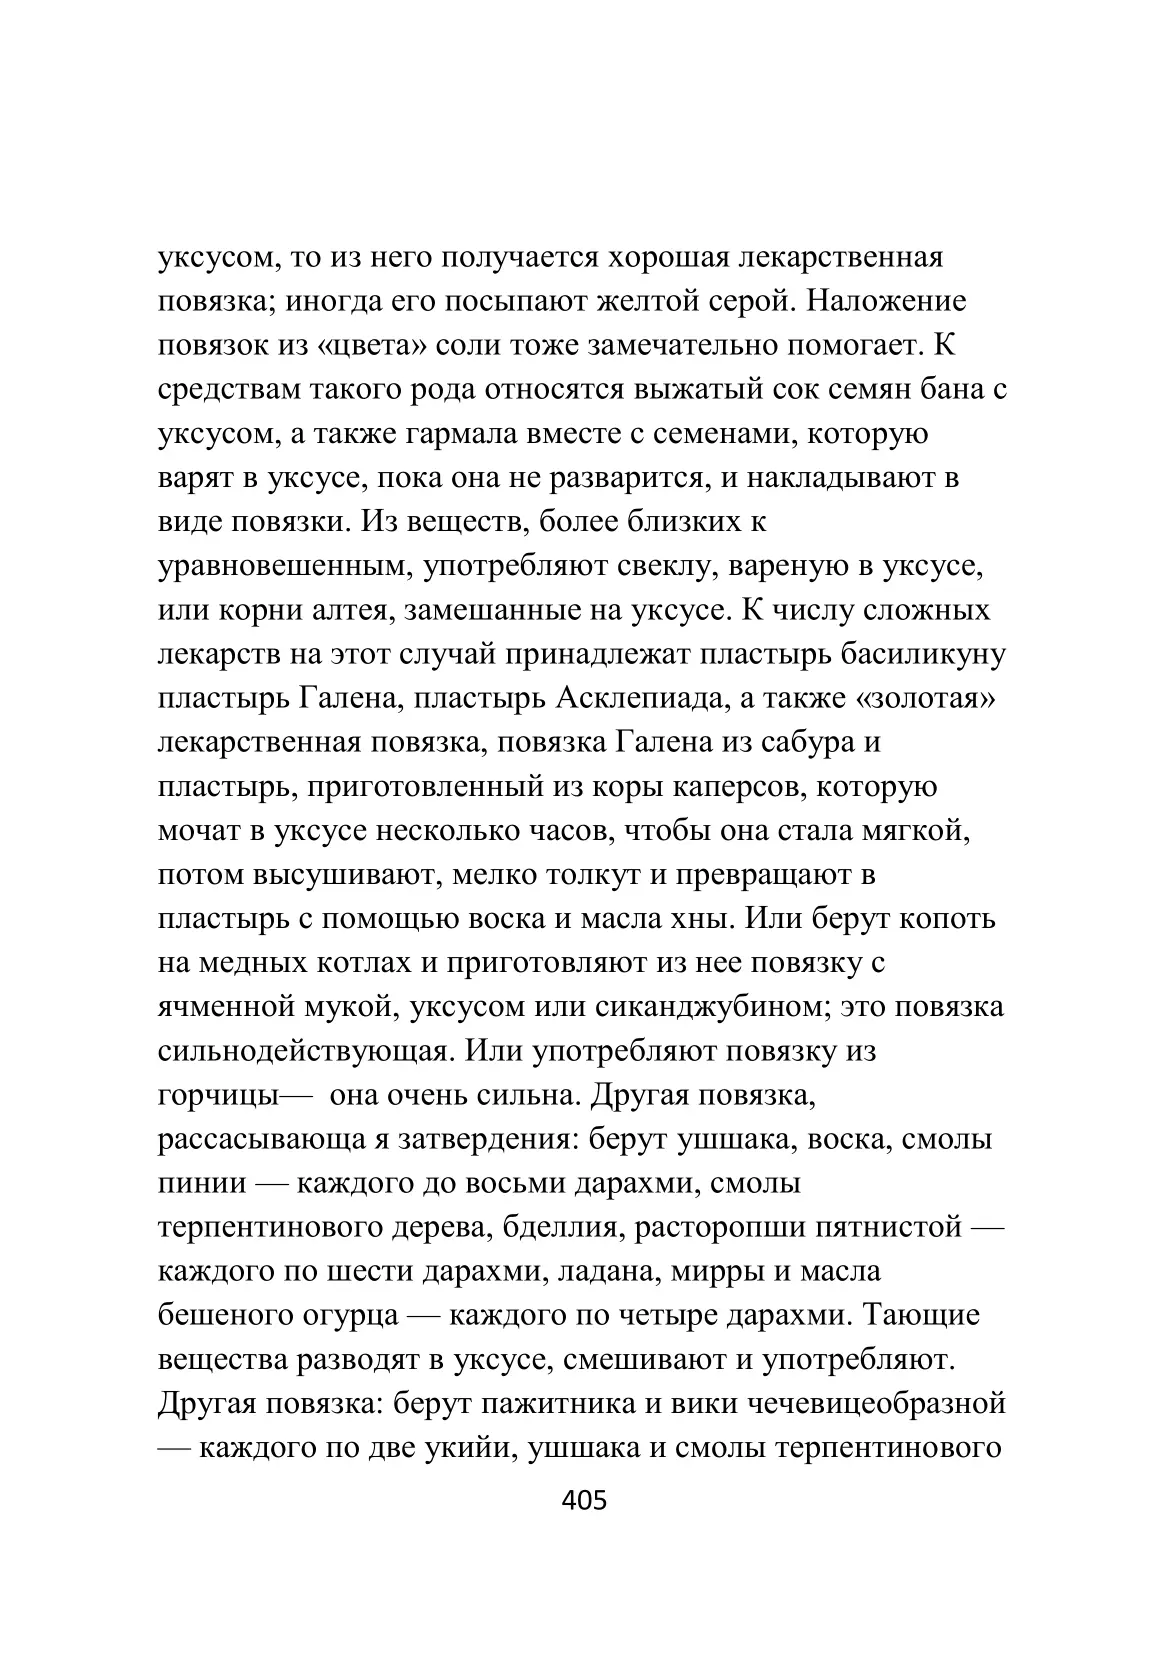 уксусом, то из него получается хорошая лекарственная
повязка; иногда его посыпают желтой серой. Наложение
повязок из «цвета» соли тоже замечательно помогает. К
средствам такого рода относятся выжатый сок семян бана с
уксусом, а также гармала вместе с семенами, которую
варят в уксусе, пока она не разварится, и накладывают в
виде повязки. Из веществ, более близких к
уравновешенным, употребляют свеклу, вареную в уксусе,
или корни алтея, замешанные на уксусе. К числу сложных
лекарств на этот случай принадлежат пластырь басиликуну
пластырь Галена, пластырь Асклепиада, а также «золотая»
лекарственная повязка, повязка Галена из сабура и
пластырь, приготовленный из коры каперсов, которую
мочат в уксусе несколько часов, чтобы она стала мягкой,
потом высушивают, мелко толкут и превращают в
пластырь с помощью воска и масла хны. Или берут копоть
на медных котлах и приготовляют из нее повязку с
ячменной мукой, уксусом или сиканджубином; это повязка
сильнодействующая. Или употребляют повязку из
горчицы—  она очень сильна. Другая повязка,
рассасывающа я затвердения: берут ушшака, воска, смолы
пинии — каждого до восьми дарахми, смолы
терпентинового дерева, бделлия, расторопши пятнистой —
каждого по шести дарахми, ладана, мирры и масла
бешеного огурца — каждого по четыре дарахми. Тающие
вещества разводят в уксусе, смешивают и употребляют.
Другая повязка: берут пажитника и вики чечевицеобразной
— каждого по две укийи, ушшака и смолы терпентинового
405